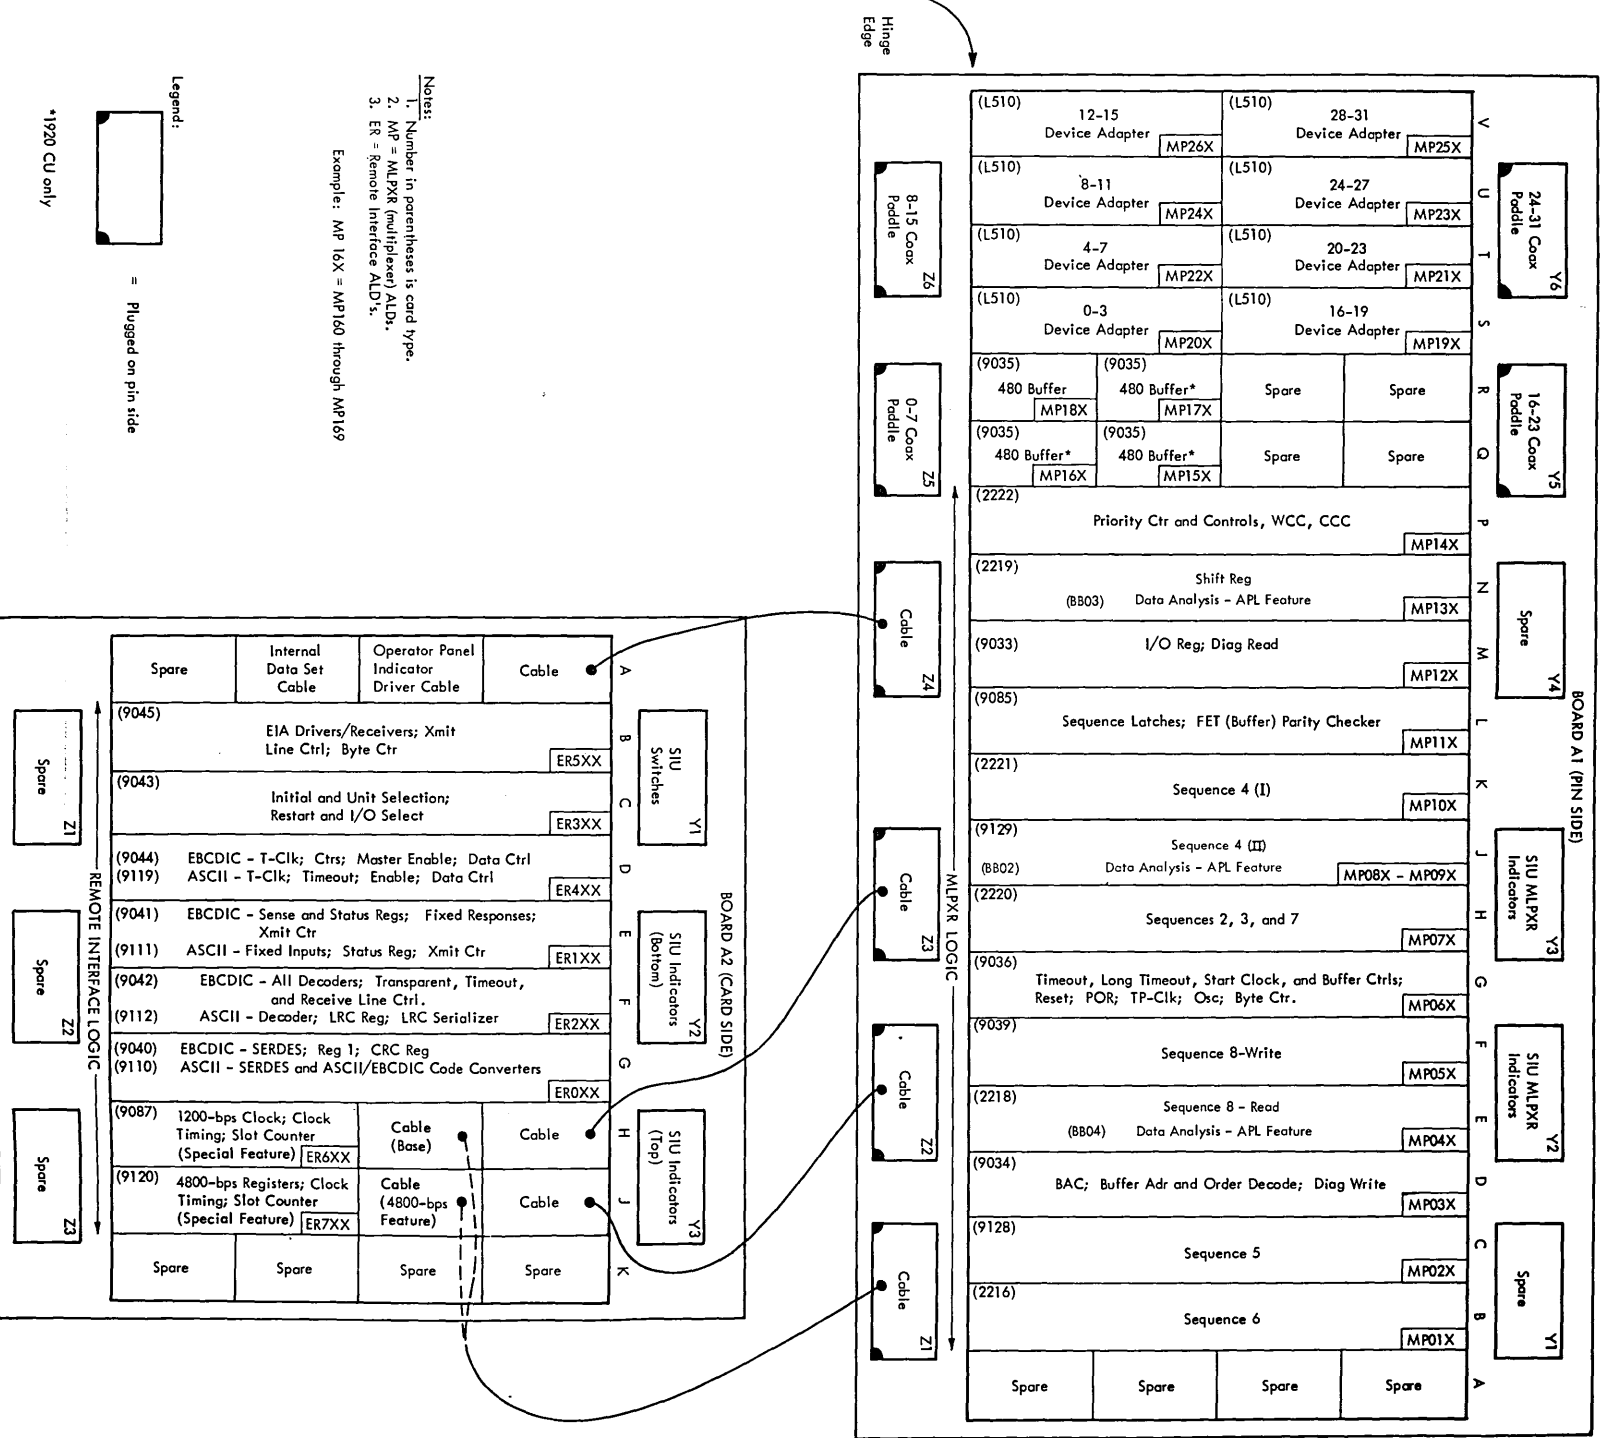 Hinge
Edge
BOARD A1 (PIN SIDE)
V
(L510)
12-15
Device Adapter
MP26X
(L510)
28-31
Device Adapter
MP25X
U
(L510)
8-11
Device Adapter
MP24X
(L510)
24-27
Device Adapter
MP23X
T
(L510)
4-7
Device Adapter
MP22X
(L510)
20-23
Device Adapter
MP21X
S
(L510)
0-3
Device Adapter
MP20X
(L510)
16-19
Device Adapter
MP19X
R
(9035)
480 Buffer
MP18X
(9035)
480 Buffer*
MP17X
Spare
Spare
Q
(9035)
480 Buffer*
MP16X
(9035)
480 Buffer*
MP15X
Spare
Spare
P
(2222)
Priority Ctr and Controls, WCC, CCC
MP14X
N
(2219)
Shift Reg
(BB03) Data Analysis - APL Feature
MP13X
M
(9033)
I/O Reg; Diag Read
MP12X
L
(9085)
Sequence Latches; FET (Buffer) Parity Checker
MP11X
K
(2221)
Sequence 4 (I)
MP10X
J
(9129)
Sequence 4 (II)
(BB02) Data Analysis - APL Feature
MP08X - MP09X
H
(2220)
Sequences 2, 3, and 7
MP07X
G
(9036)
Timeout, Long Timeout, Start Clock, and Buffer Ctrls;
Reset; POR; TP-Clk; Osc; Byte Ctr.
MP06X
F
(9039)
Sequence 8-Write
MP05X
E
(2218)
Sequence 8 - Read
(BB04) Data Analysis - APL Feature
MP04X
D
(9034)
BAC; Buffer Adr and Order Decode; Diag Write
MP03X
C
(9128)
Sequence 5
MP02X
B
(2216)
Sequence 6
MP01X
A
Spare
Spare
Spare
Spare
24-31 Coax
Paddle
Y6
16-23 Coax
Paddle
Y5
Spare
Y4
SIU MLPXR
Indicators
Y3
SIU MLPXR
Indicators
Y2
Spare
Y1
8-15 Coax
Paddle
Z6
0-7 Coax
Paddle
Z5
Cable
Z4
Cable
Z3
Cable
Z2
Cable
Z1
MLPXR LOGIC
Notes:
1. Number in parentheses is card type.
2. MP = MLPXR (multiplexer) ALDs.
3. ER = Remote Interface ALD's.
Example: MP 16X = MP160 through MP169
Legend:
= Plugged on pin side
*1920 CU only
BOARD A2 (CARD SIDE)
A
Spare
Internal
Data Set
Cable
Operator Panel
Indicator
Driver Cable
Cable
B
(9045)
EIA Drivers/Receivers; Xmit
Line Ctrl; Byte Ctr
ER5XX
C
(9043)
Initial and Unit Selection;
Restart and I/O Select
ER3XX
D
(9044) EBCDIC - T-Clk; Ctrs; Master Enable; Data Ctrl
(9119) ASCII - T-Clk; Timeout; Enable; Data Ctrl
ER4XX
E
(9041) EBCDIC - Sense and Status Regs; Fixed Responses;
Xmit Ctr
(9111) ASCII - Fixed Inputs; Status Reg; Xmit Ctr
ER1XX
F
(9042) EBCDIC - All Decoders; Transparent, Timeout,
and Receive Line Ctrl.
(9112) ASCII - Decoder; LRC Reg; LRC Serializer
ER2XX
G
(9040) EBCDIC - SERDES; Reg 1; CRC Reg
(9110) ASCII - SERDES and ASCII/EBCDIC Code Converters
ER0XX
H
(9087) 1200-bps Clock; Clock
Timing; Slot Counter
(Special Feature)
ER6XX
Cable
(Base)
Cable
J
(9120) 4800-bps Registers; Clock
Timing; Slot Counter
(Special Feature)
ER7XX
Cable
(4800-bps
Feature)
Cable
K
Spare
Spare
Spare
Spare
SIU
Switches
Y1
SIU Indicators
(Bottom)
Y2
SIU Indicators
(Top)
Y3
Spare
Z1
Spare
Z2
Spare
Z3
REMOTE INTERFACE LOGIC